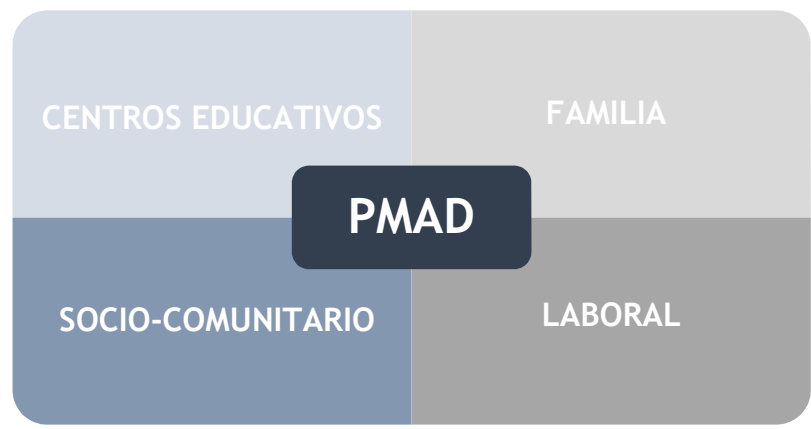 CENTROS EDUCATIVOS
FAMILIA
PMAD
SOCIO-COMUNITARIO
LABORAL